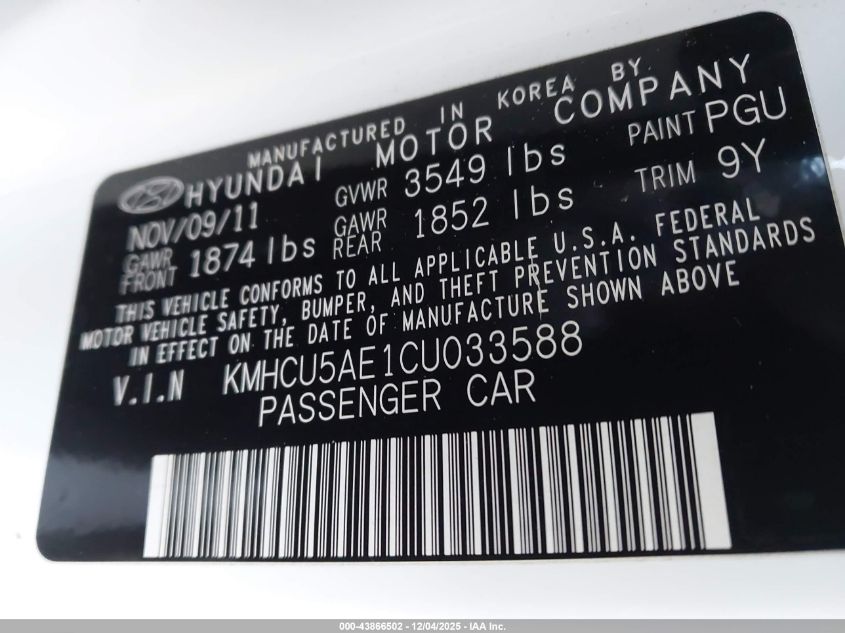 MANUFACTURED IN KOREA BY
HYUNDAI MOTOR COMPANY
NOV/09/11 GVWR 3549 lbs PAINT PGU
GAWR FRONT 1874 lbs GAWR REAR 1852 lbs TRIM 9Y
THIS VEHICLE CONFORMS TO ALL APPLICABLE U.S.A. FEDERAL
MOTOR VEHICLE SAFETY, BUMPER, AND THEFT PREVENTION STANDARDS
IN EFFECT ON THE DATE OF MANUFACTURE SHOWN ABOVE
V.I.N KMHCU5AE1CU033588
PASSENGER CAR
000-43866502 - 12/04/2025 - IAA Inc.